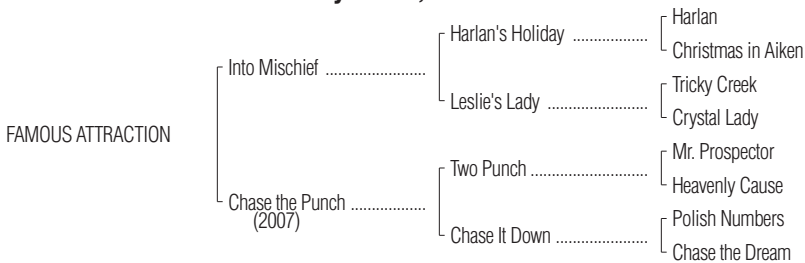 Harlan
Harlan's Holiday ..................
Christmas in Aiken
Into Mischief ........................
Tricky Creek
Leslie's Lady ........................
Crystal Lady
FAMOUS ATTRACTION
Mr. Prospector
Two Punch ............................
Heavenly Cause
Chase the Punch ..................
(2007)
Polish Numbers
Chase It Down ......................
Chase the Dream